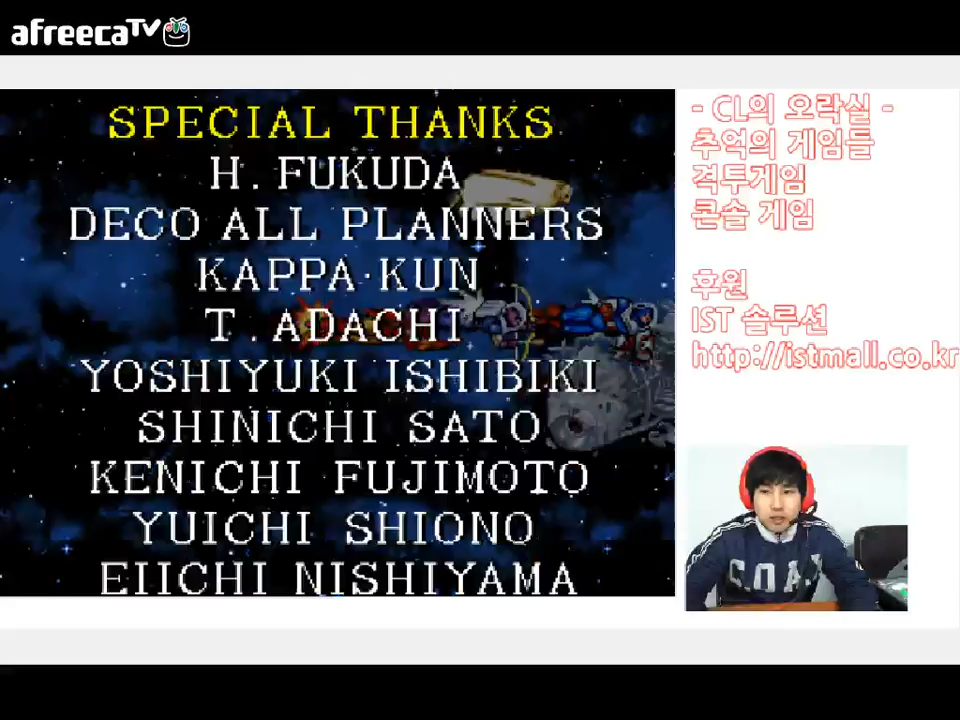 afreecaTV
SPECIAL THANKS
H. FUKUDA
DECO ALL PLANNERS
KAPPA·KUN
T. ADACHI
YOSHIYUKI ISHIBIKI
SHINICHI SATO
KENICHI FUJIMOTO
YUICHI SHIONO
EIICHI NISHIYAMA
- CL의 오락실 -
추억의 게임들
격투게임
콘솔 게임
후원
IST 솔루션
http://istmall.co.kr